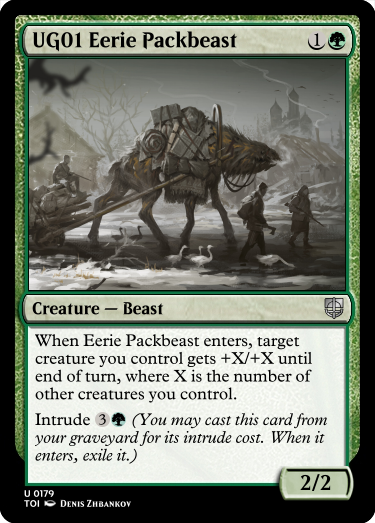 UG01 Eerie Packbeast 1
Creature — Beast
When Eerie Packbeast enters, target
creature you control gets +X/+X until
end of turn, where X is the number of
other creatures you control.
Intrude 3 (You may cast this card from
your graveyard for its intrude cost. When it
enters, exile it.)
2/2
U 0179
TOI DENIS ZHBANKOV